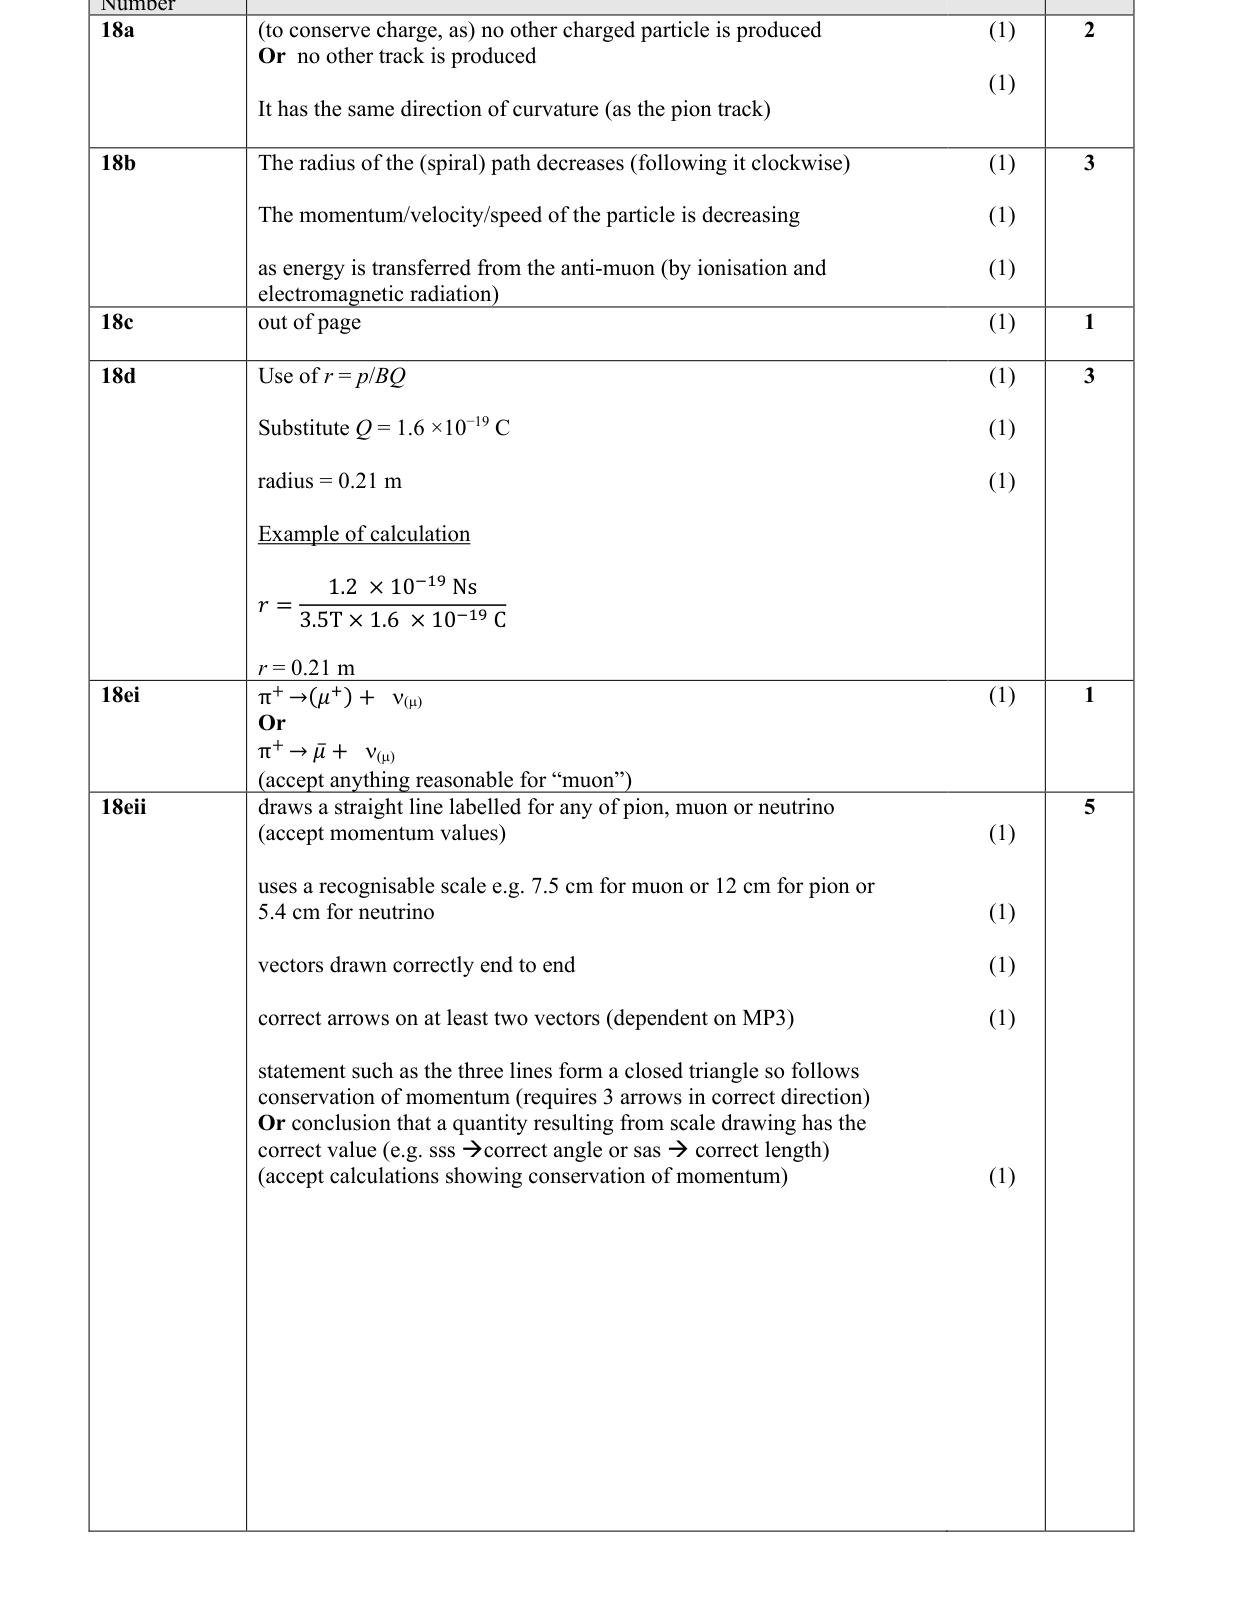 Number
18a (to conserve charge, as) no other charged particle is produced (1) 2
Or no other track is produced
(1)
It has the same direction of curvature (as the pion track)
18b The radius of the (spiral) path decreases (following it clockwise) (1) 3
The momentum/velocity/speed of the particle is decreasing (1)
as energy is transferred from the anti-muon (by ionisation and (1)
electromagnetic radiation)
18c out of page (1) 1
18d Use of r = p/BQ (1) 3
Substitute Q = 1.6 ×10⁻¹⁹ C (1)
radius = 0.21 m (1)
Example of calculation
1.2 × 10⁻¹⁹ Ns
r =
3.5T × 1.6 × 10⁻¹⁹ C
r = 0.21 m
18ei π⁺ →(μ⁺) + ν(μ) (1) 1
Or
π⁺ → μ̄ + ν(μ)
(accept anything reasonable for “muon”)
18eii draws a straight line labelled for any of pion, muon or neutrino 5
(accept momentum values) (1)
uses a recognisable scale e.g. 7.5 cm for muon or 12 cm for pion or
5.4 cm for neutrino (1)
vectors drawn correctly end to end (1)
correct arrows on at least two vectors (dependent on MP3) (1)
statement such as the three lines form a closed triangle so follows
conservation of momentum (requires 3 arrows in correct direction)
Or conclusion that a quantity resulting from scale drawing has the
correct value (e.g. sss →correct angle or sas → correct length)
(accept calculations showing conservation of momentum) (1)